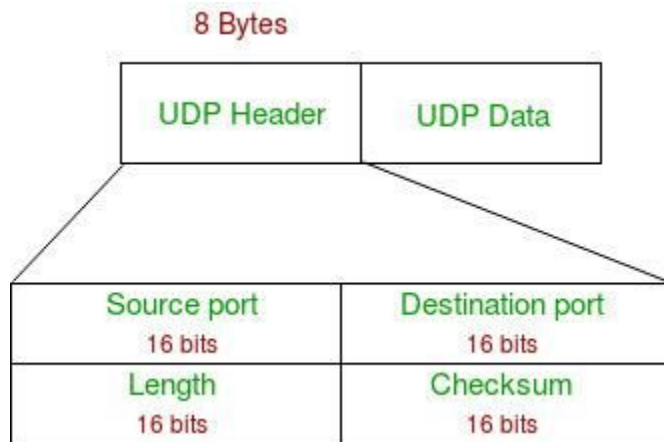 8 Bytes
UDP Header UDP Data
Source port Destination port
16 bits 16 bits
Length Checksum
16 bits 16 bits